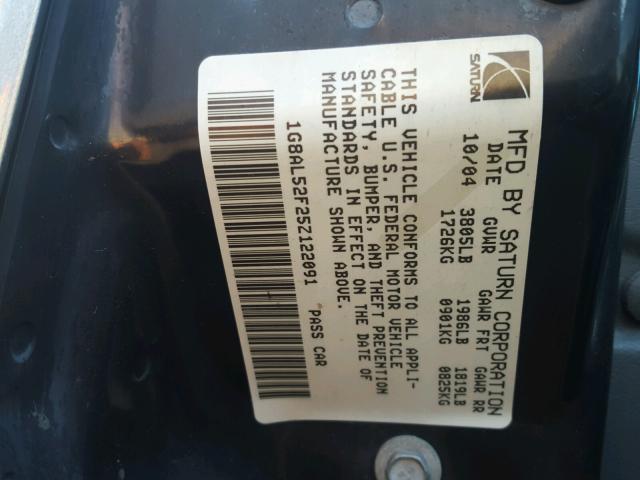 SATURN
MFD BY SATURN CORPORATION
DATE GVWR GAWR FRT GAWR RR
10/04 3805LB 1986LB 1819LB
1726KG 0901KG 0825KG
THIS VEHICLE CONFORMS TO ALL APPLI-
CABLE U.S. FEDERAL MOTOR VEHICLE
SAFETY, BUMPER, AND THEFT PREVENTION
STANDARDS IN EFFECT ON THE DATE OF
MANUFACTURE SHOWN ABOVE.
1G8AL52F25Z122091 PASS CAR